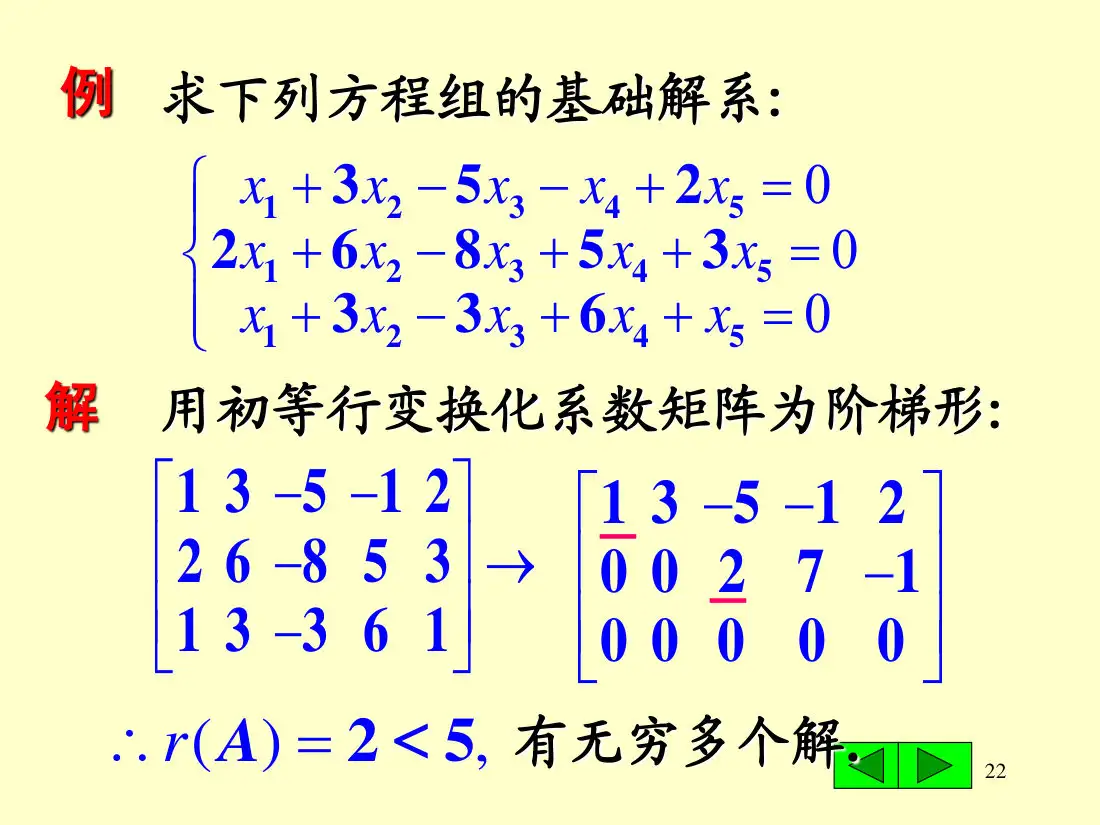 例 求下列方程组的基础解系:
x₁ + 3x₂ − 5x₃ − x₄ + 2x₅ = 0
2x₁ + 6x₂ − 8x₃ + 5x₄ + 3x₅ = 0
x₁ + 3x₂ − 3x₃ + 6x₄ + x₅ = 0
解 用初等行变换化系数矩阵为阶梯形:
1 3 −5 −1 2 1 3 −5 −1 2
2 6 −8 5 3 → 0 0 2 7 −1
1 3 −3 6 1 0 0 0 0 0
∴ r(A) = 2 < 5, 有无穷多个解.
22